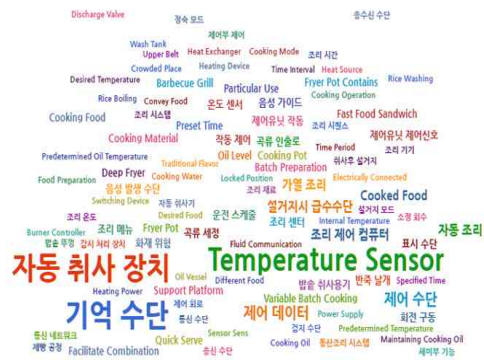 Discharge Valve
정숙 모드
송수신 수단
제어부 제어
Wash Tank
Upper Belt
Heat Exchanger
Cooking Mode
조리 시간
Crowded Place
Heating Device
Time Interval
Heat Source
Desired Temperature
Barbecue Grill
Particular Use
Fryer Pot Contains
Rice Washing
Rice Boiling
Convey Food
온도 센서
음성 가이드
Cooking Operation
Cooking Food
조리 시스템
Preset Time
제어유닛 작동
조리 시퀀스
Fast Food Sandwich
Cooking Material
작동 제어
곡류 인출로
제어유닛 제어신호
Predetermined Oil Temperature
Oil Level
Cooking Pot
Time Period
조리 기기
Traditional Flavor
Batch Preparation
취사후 설거지
Deep Fryer
Cooking Water
Food Preparation
음성 발생 수단
Locked Position
가열 조리
Electrically Connected
조리 재료
Cooked Food
Switching Device
자동 취사기
설거지시 급수수단
설거지 모드
조리 온도
Desired Food
운전 스케줄
Internal Temperature
소정 회수
조리 메뉴
Fryer Pot
곡류 세정
조리 센터
조리 제어 컴퓨터
자동 조리
Burner Controller
밥솥 뚜껑
감시 처리 장치
화재 위험
Fluid Communication
표시 수단
자동 취사 장치
Temperature Sensor
Oil Vessel
Different Food
밥솥 취사용기
반죽 날개
Specified Time
Heating Power
Support Platform
Variable Batch Cooking
제어 수단
기억 수단
제어 회로
제어 데이터
Power Supply
회전 구동
통신 수단
통신 네트워크
Sensor Sens
검지 수단
Predetermined Temperature
제빵 공정
Quick Serve
Cooking Oil
솥조리 시스템
Maintaining Cooking Oil
Facilitate Combination
송신 수단
세미부 기능